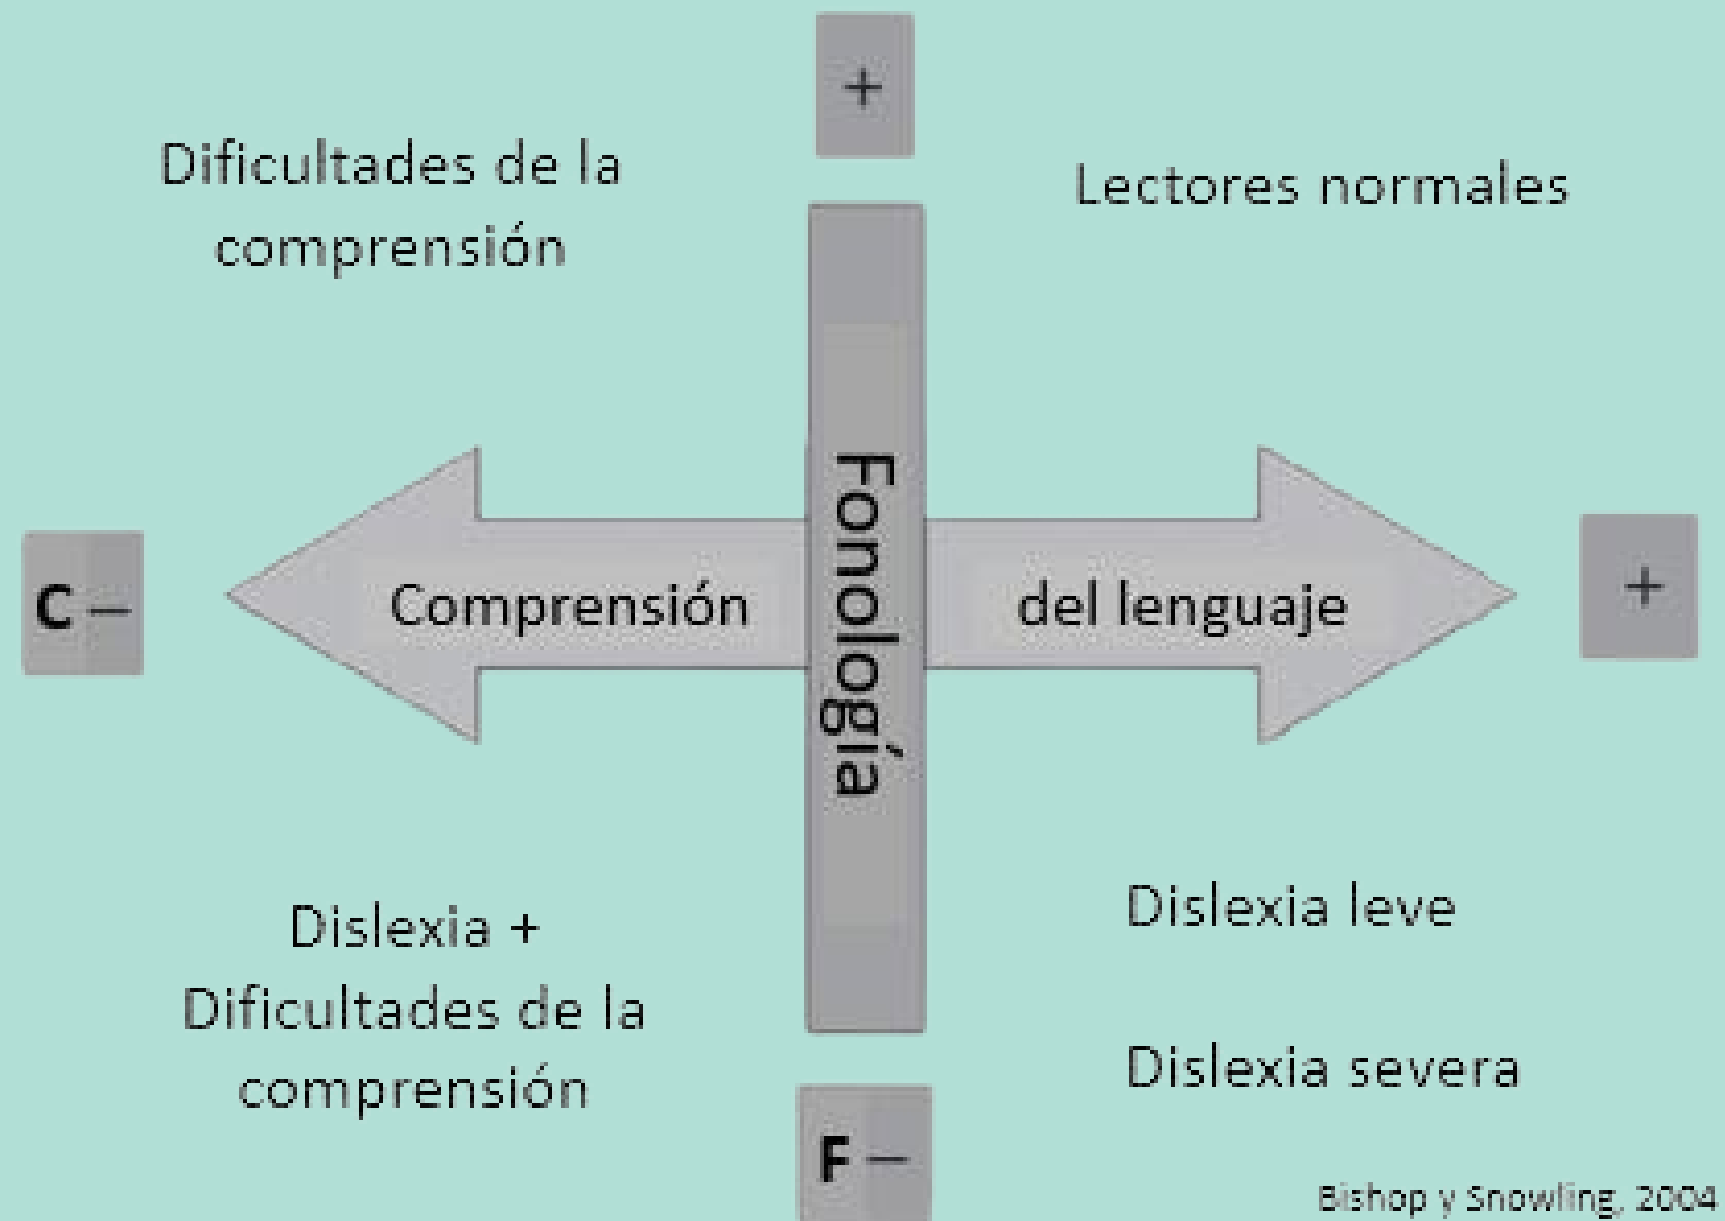 +
Dificultades de la
comprensión
Lectores normales
Fonología
C –
Comprensión
del lenguaje
+
Dislexia +
Dificultades de la
comprensión
Dislexia leve
Dislexia severa
F –
Bishop y Snowling, 2004